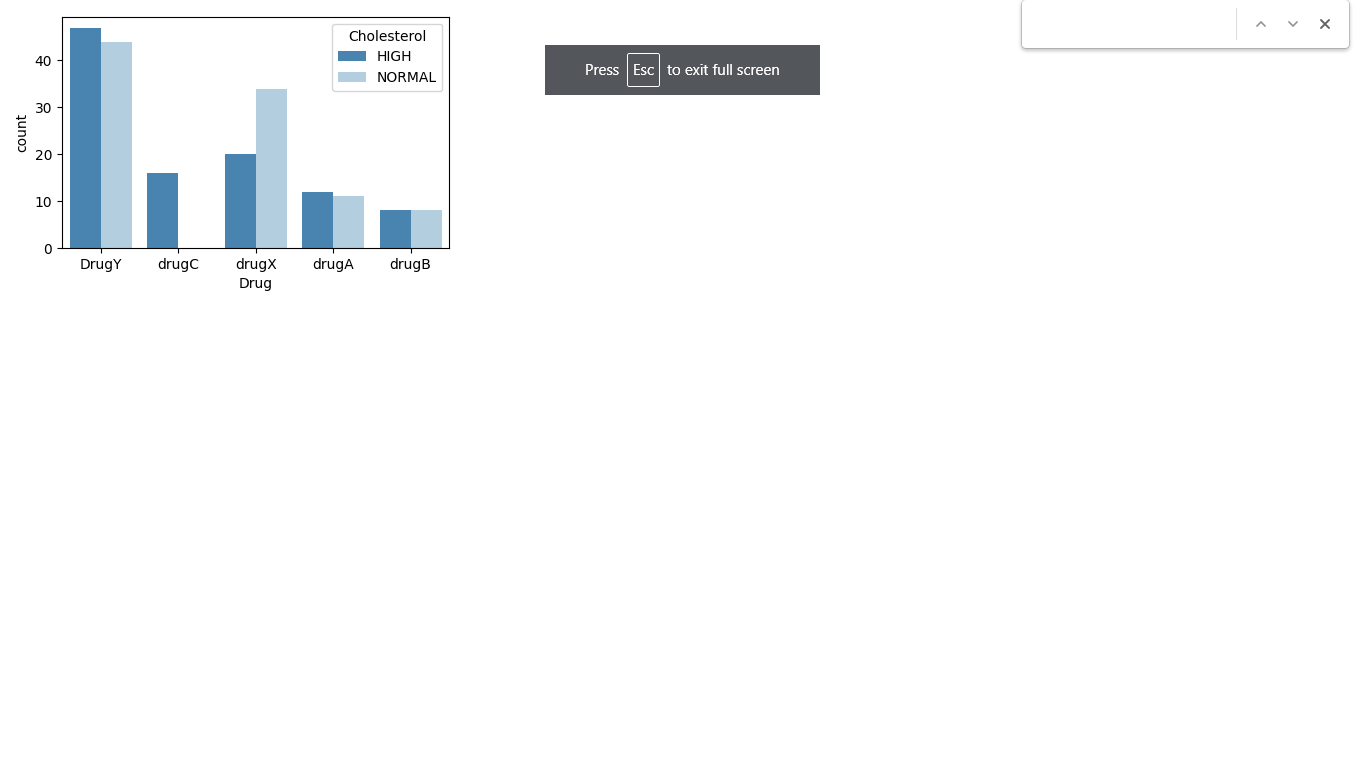 Cholesterol
HIGH
NORMAL
count
40
30
20
10
0
DrugY drugC drugX drugA drugB
Drug
Press Esc to exit full screen